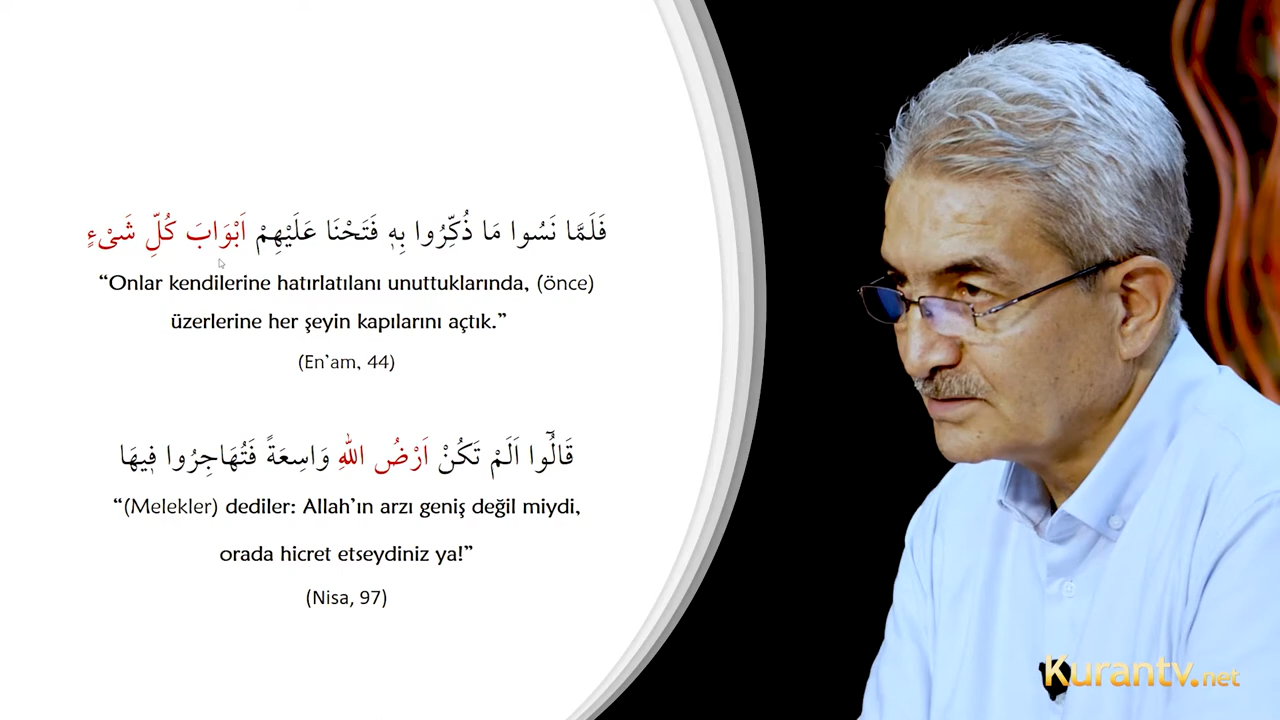 فَلَمَّا نَسُوا مَا ذُكِّرُوا بِهٖ فَتَحْنَا عَلَيْهِمْ اَبْوَابَ كُلِّ شَیْءٍ
“Onlar kendilerine hatırlatılanı unuttuklarında, (önce)
üzerlerine her şeyin kapılarını açtık.”
(En’am, 44)
قَالُٓوا اَلَمْ تَكُنْ اَرْضُ اللّٰهِ وَاسِعَةً فَتُهَاجِرُوا فٖيهَا
“(Melekler) dediler: Allah’ın arzı geniş değil miydi,
orada hicret etseydiniz ya!”
(Nisa, 97)
Kurantv.net